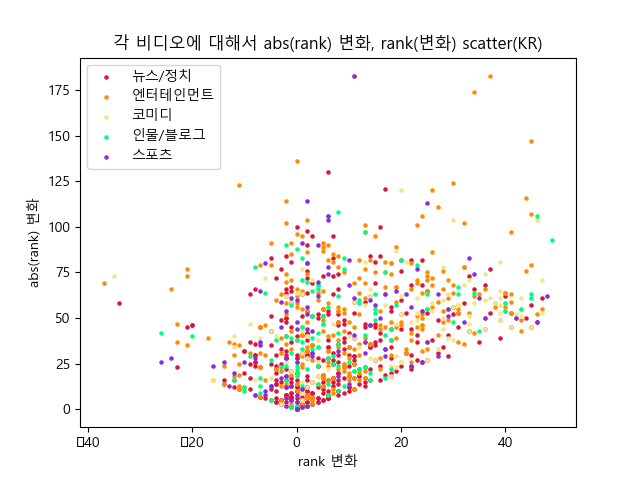 각 비디오에 대해서 abs(rank) 변화, rank(변화) scatter(KR)
뉴스/정치
엔터테인먼트
코미디
인물/블로그
스포츠
175
150
125
100
75
50
25
0
abs(rank) 변화
▯40 ▯20 0 20 40
rank 변화